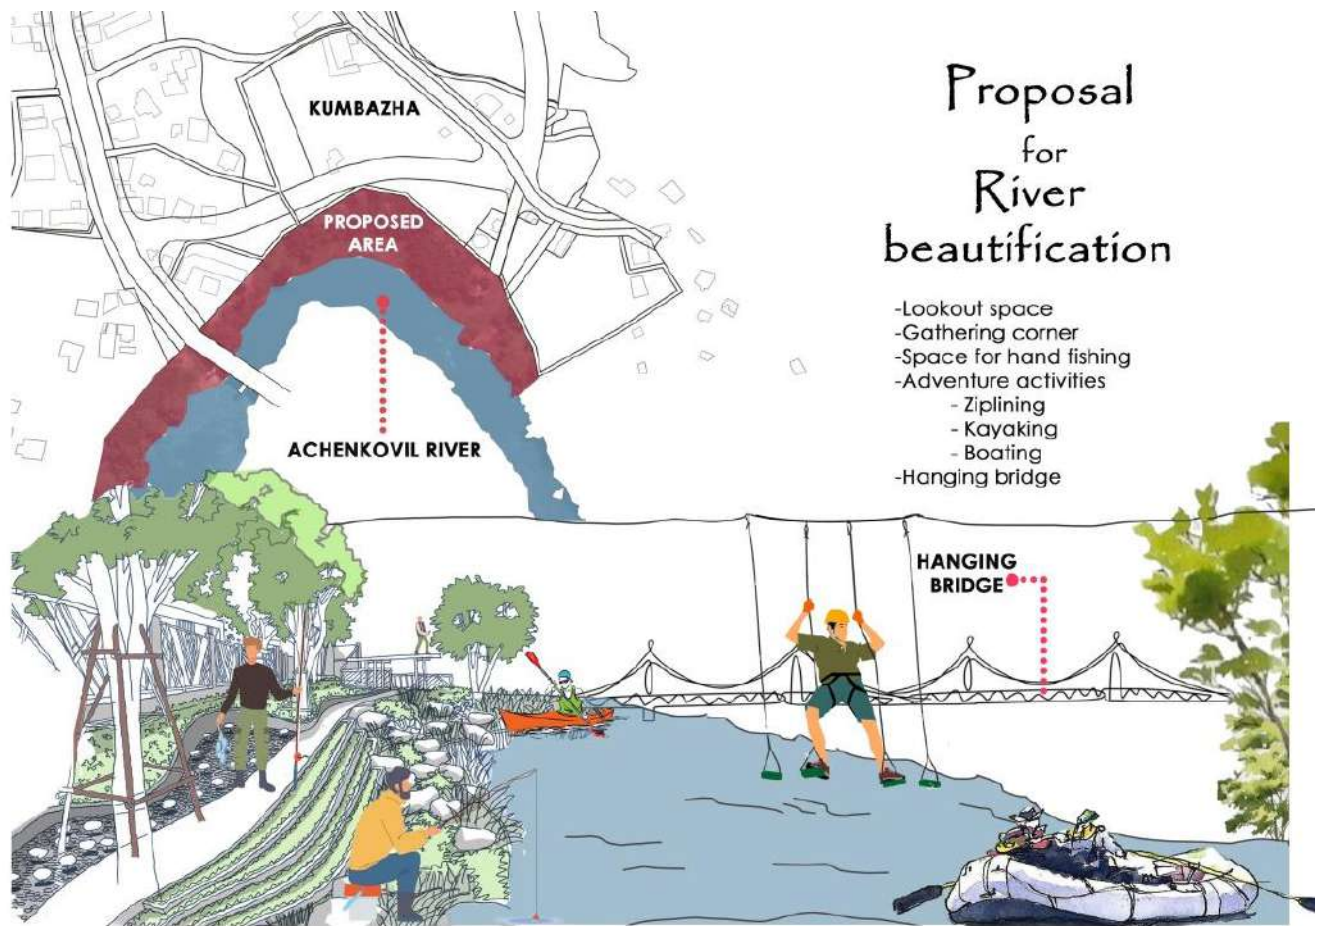 Proposal
for
River
beautification
-Lookout space
-Gathering corner
-Space for hand fishing
-Adventure activities
- Ziplining
- Kayaking
- Boating
-Hanging bridge
KUMBAZHA
PROPOSED
AREA
ACHENKOVIL RIVER
HANGING
BRIDGE